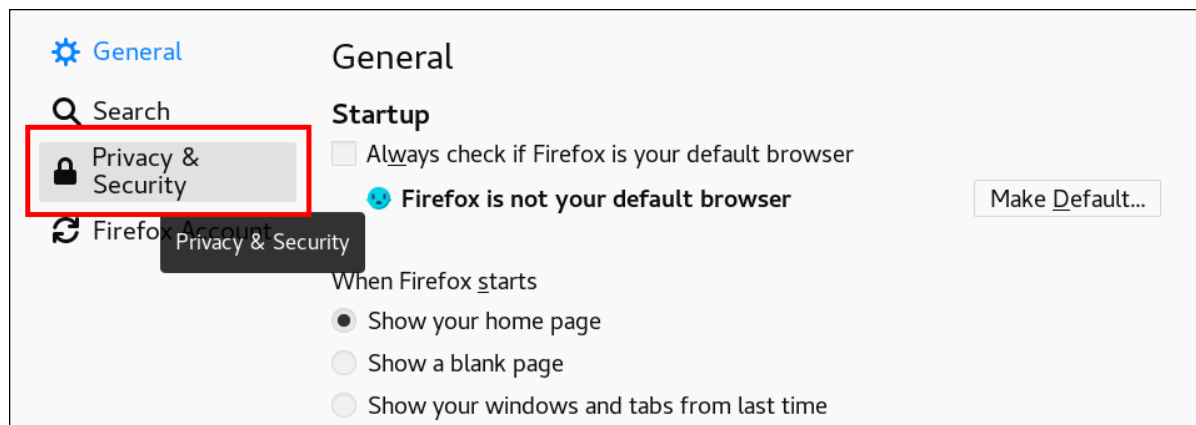 General
Search
Privacy &
Security
Firefox Account
Privacy & Security
General
Startup
Always check if Firefox is your default browser
Firefox is not your default browser
Make Default...
When Firefox starts
Show your home page
Show a blank page
Show your windows and tabs from last time